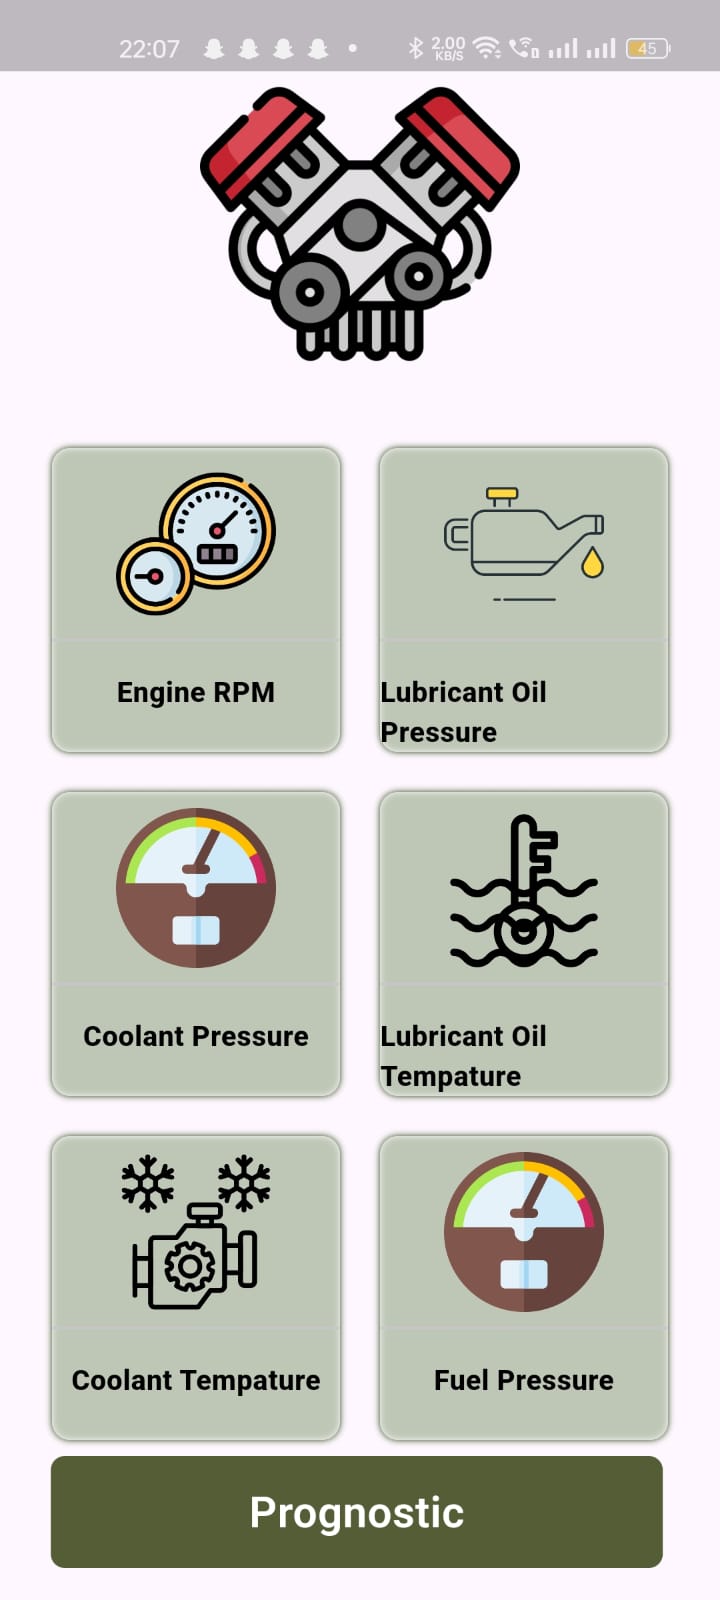 22:07
2.00
KB/S
45
Engine RPM
Lubricant Oil
Pressure
Coolant Pressure
Lubricant Oil
Tempature
Coolant Tempature
Fuel Pressure
Prognostic